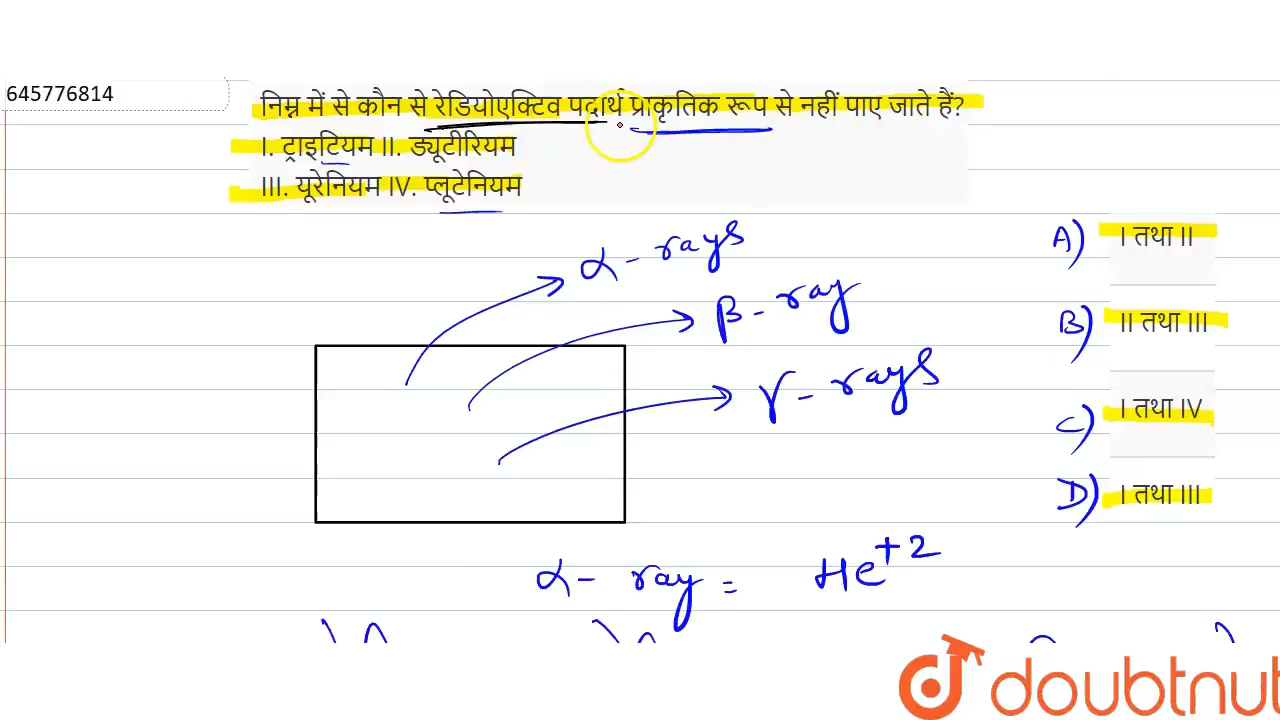 645776814
निम्न में से कौन से रेडियोएक्टिव पदार्थ प्राकृतिक रूप से नहीं पाए जाते हैं?
I. ट्राइटियम II. ड्यूटीरियम
III. यूरेनियम IV. प्लूटेनियम
A) I तथा II
B) II तथा III
C) I तथा IV
D) I तथा III
α - rays
β - ray
γ - rays
α - ray = He+2
doubtnut